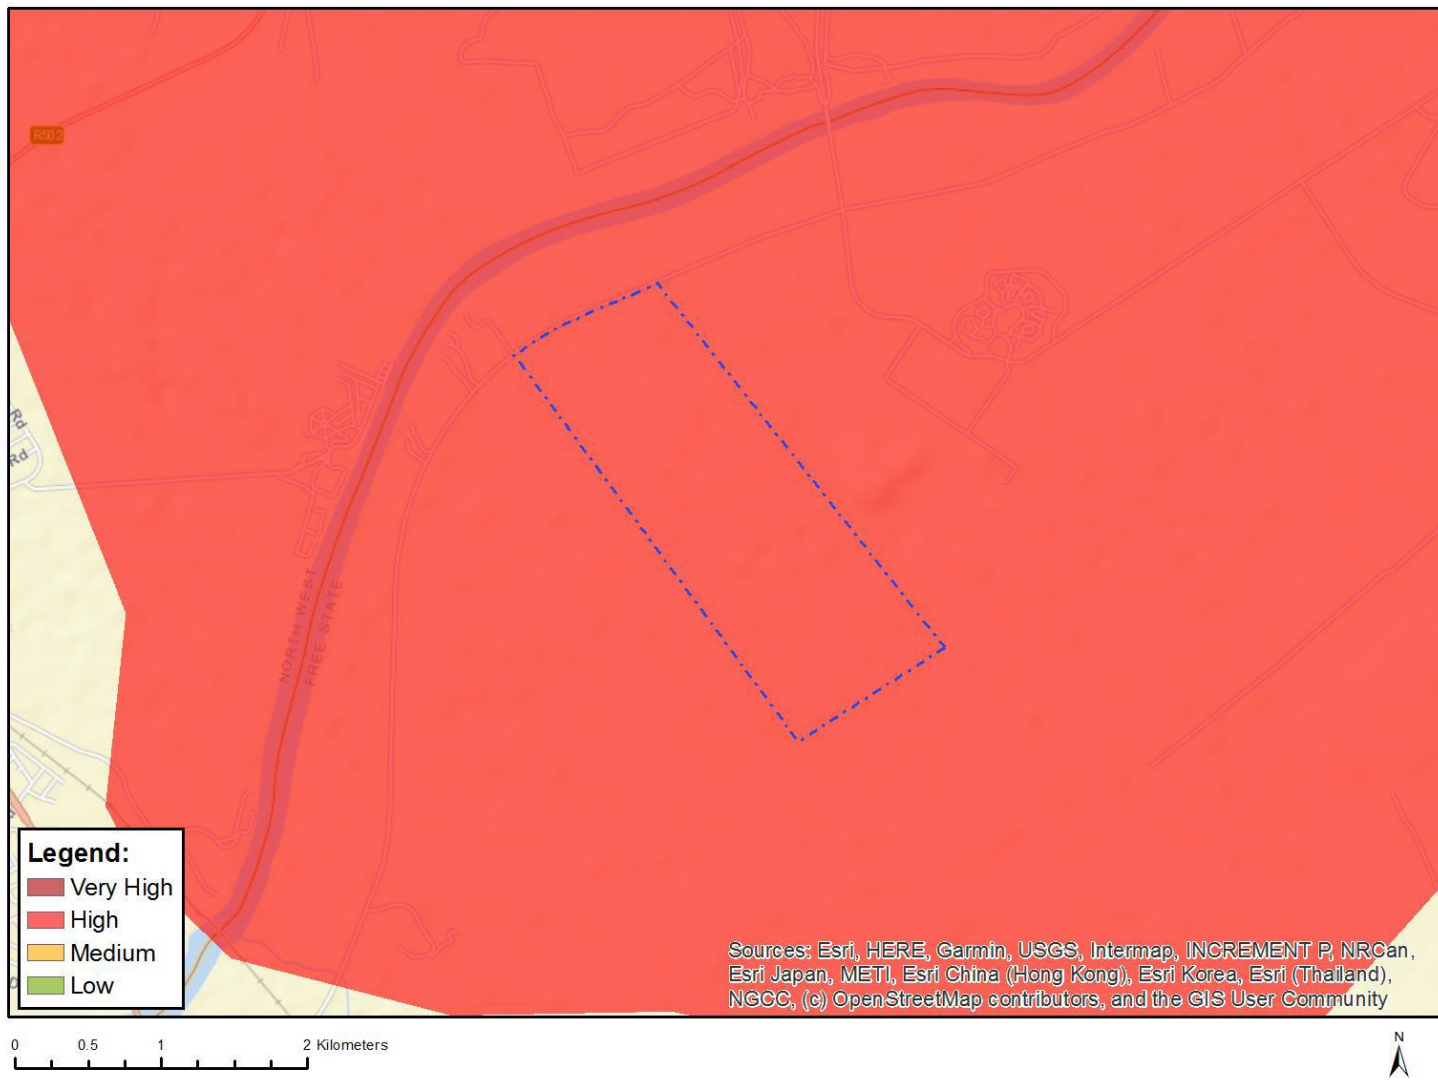 R502
Rd
Rd
NORTH WEST
FREE STATE
Legend:
Very High
High
Medium
Low
Sources: Esri, HERE, Garmin, USGS, Intermap, INCREMENT P, NRCan,
Esri Japan, METI, Esri China (Hong Kong), Esri Korea, Esri (Thailand),
NGCC, (c) OpenStreetMap contributors, and the GIS User Community
0 0.5 1 2 Kilometers
N